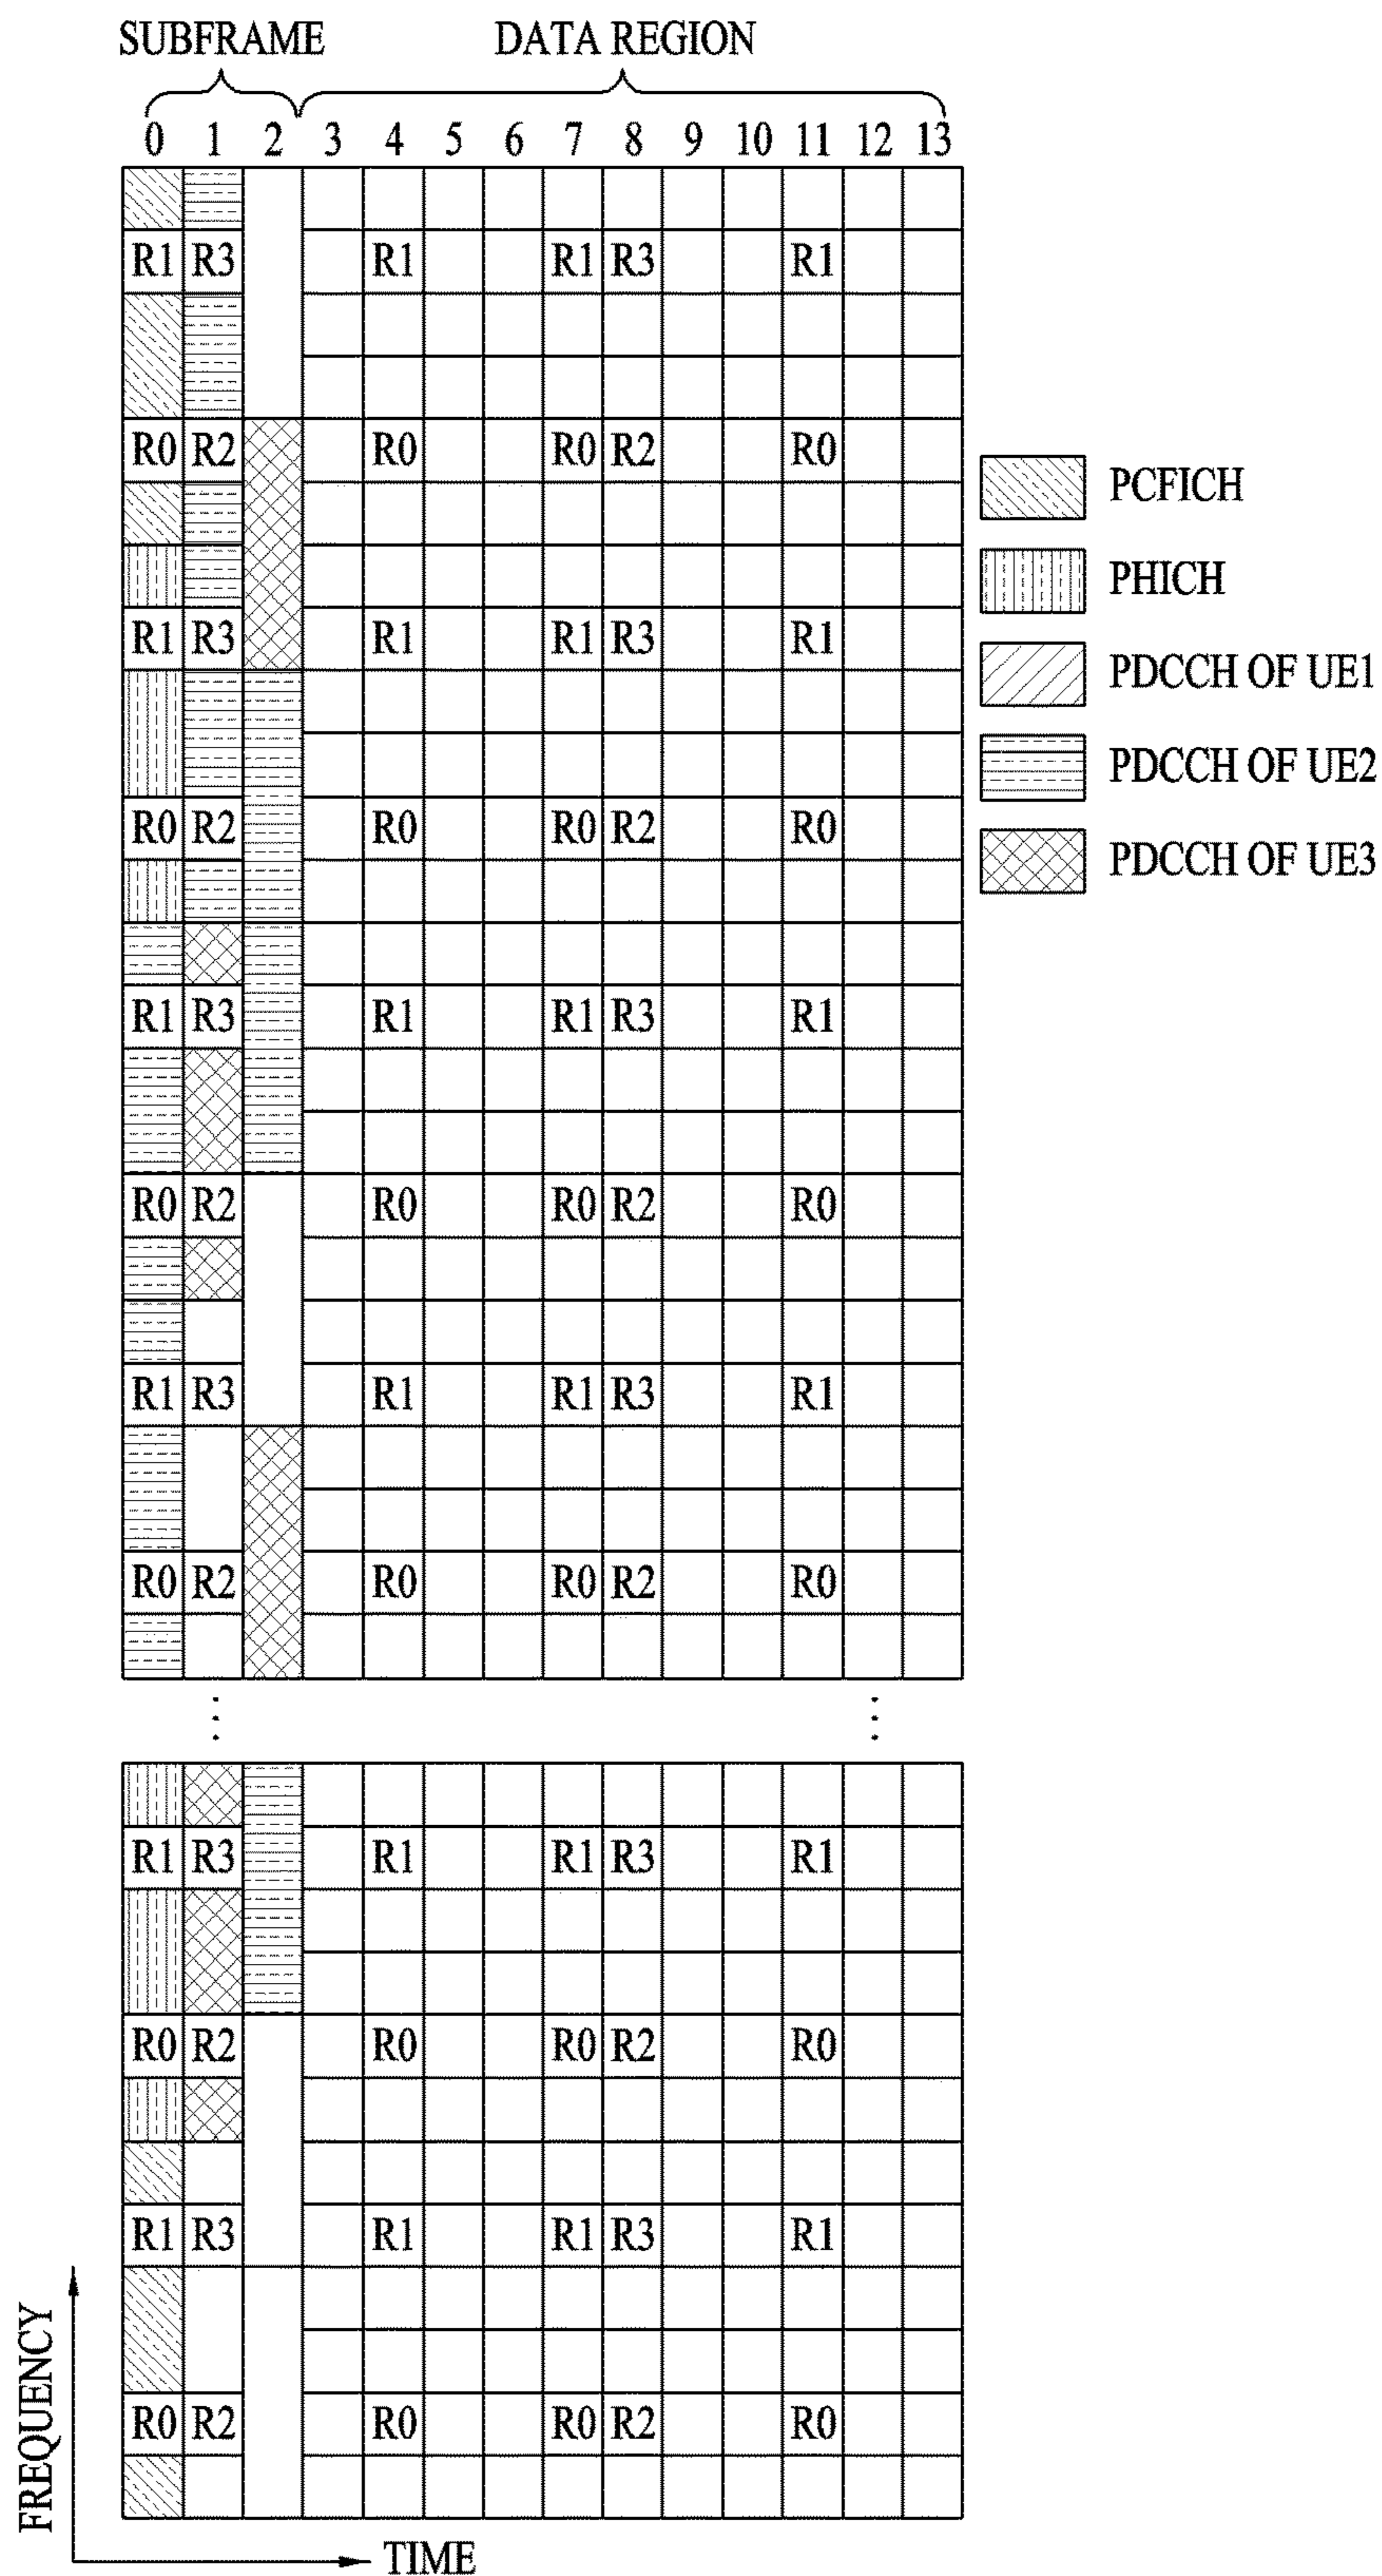 SUBFRAME DATA REGION
0 1 2 3 4 5 6 7 8 9 10 11 12 13
R1 R3 R1 R1 R3 R1
R0 R2 R0 R0 R2 R0
PCFICH
PHICH
R1 R3 R1 R1 R3 R1
PDCCH OF UE1
PDCCH OF UE2
R0 R2 R0 R0 R2 R0
PDCCH OF UE3
R1 R3 R1 R1 R3 R1
R0 R2 R0 R0 R2 R0
R1 R3 R1 R1 R3 R1
R0 R2 R0 R0 R2 R0
R1 R3 R1 R1 R3 R1
R0 R2 R0 R0 R2 R0
R1 R3 R1 R1 R3 R1
R0 R2 R0 R0 R2 R0
FREQUENCY
TIME